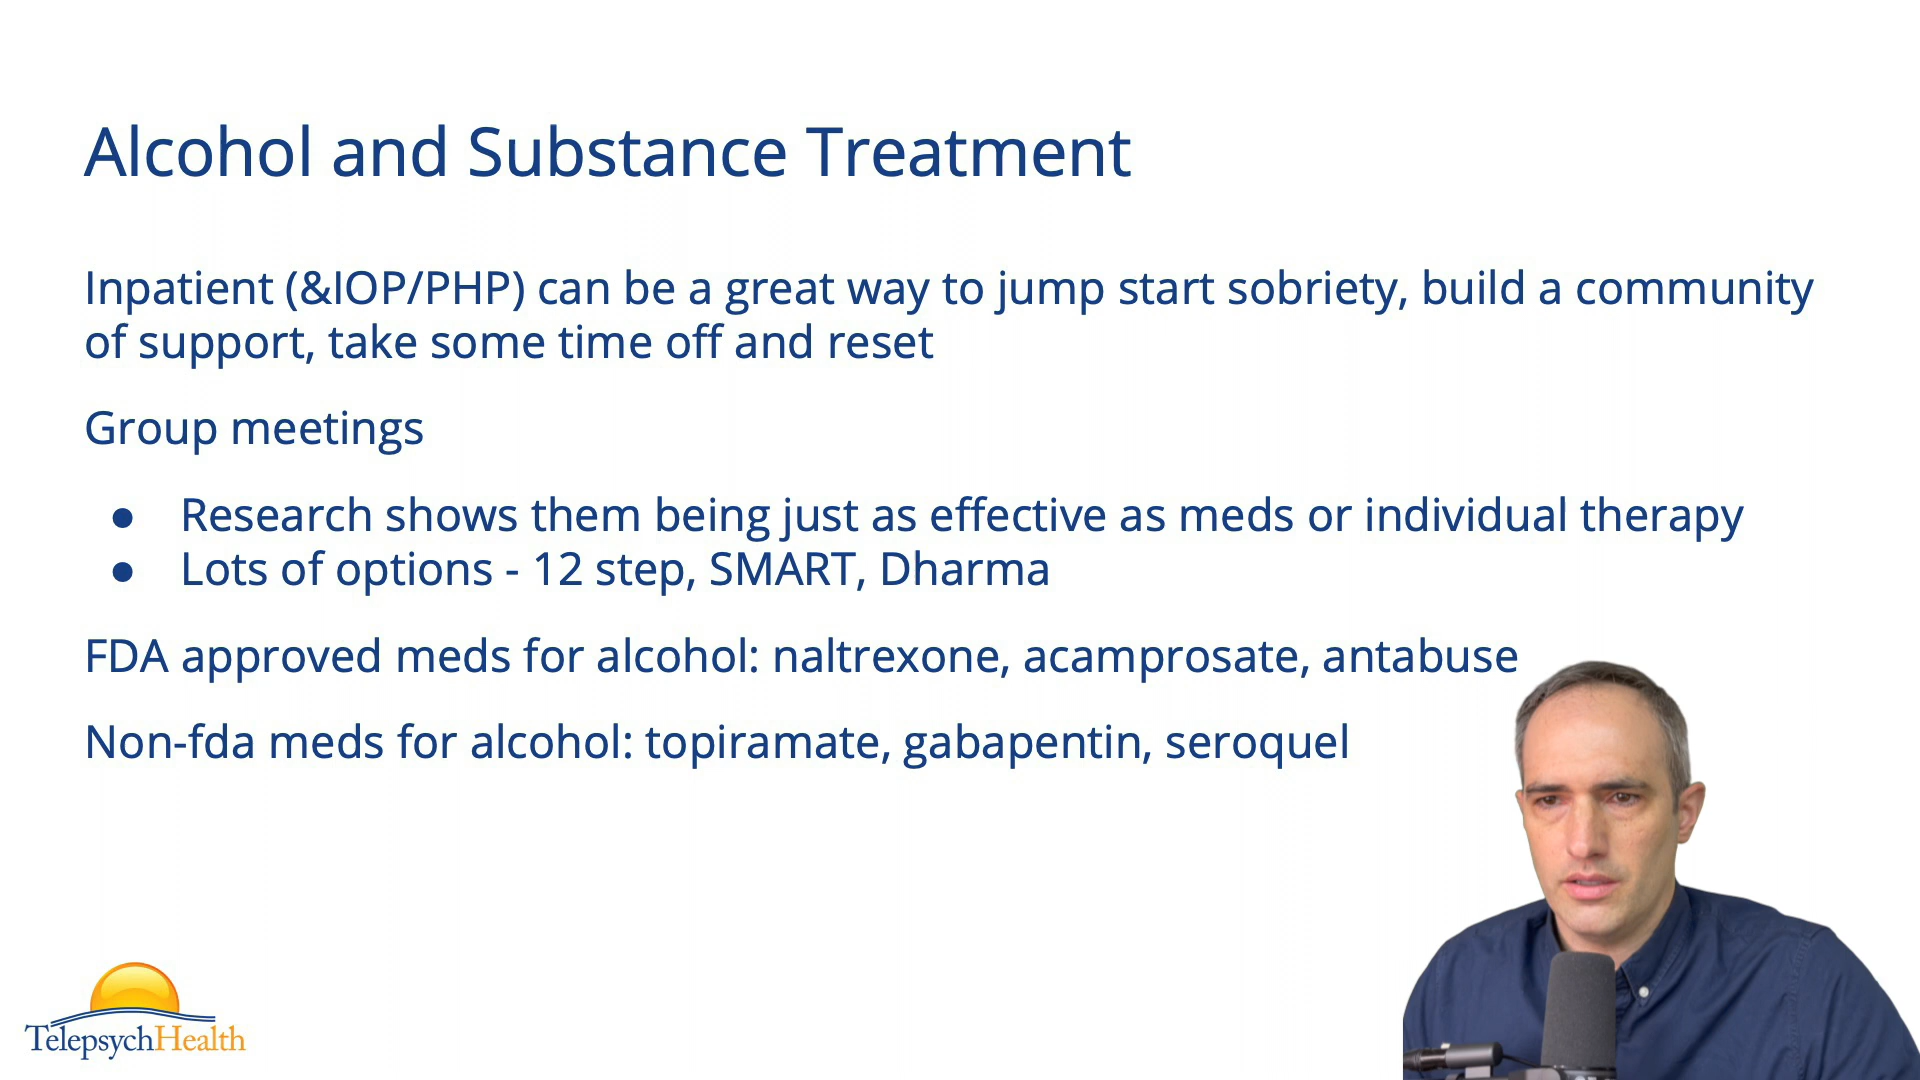 Alcohol and Substance Treatment
Inpatient (&IOP/PHP) can be a great way to jump start sobriety, build a community
of support, take some time off and reset
Group meetings
● Research shows them being just as effective as meds or individual therapy
● Lots of options - 12 step, SMART, Dharma
FDA approved meds for alcohol: naltrexone, acamprosate, antabuse
Non-fda meds for alcohol: topiramate, gabapentin, seroquel
TelepsychHealth